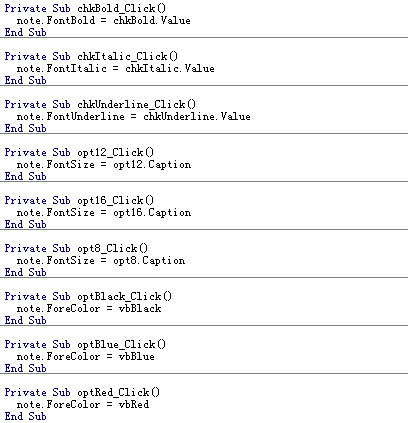 Private Sub chkBold_Click()
note.FontBold = chkBold.Value
End Sub
Private Sub chkItalic_Click()
note.FontItalic = chkItalic.Value
End Sub
Private Sub chkUnderline_Click()
note.FontUnderline = chkUnderline.Value
End Sub
Private Sub opt12_Click()
note.FontSize = opt12.Caption
End Sub
Private Sub opt16_Click()
note.FontSize = opt16.Caption
End Sub
Private Sub opt8_Click()
note.FontSize = opt8.Caption
End Sub
Private Sub optBlack_Click()
note.ForeColor = vbBlack
End Sub
Private Sub optBlue_Click()
note.ForeColor = vbBlue
End Sub
Private Sub optRed_Click()
note.ForeColor = vbRed
End Sub